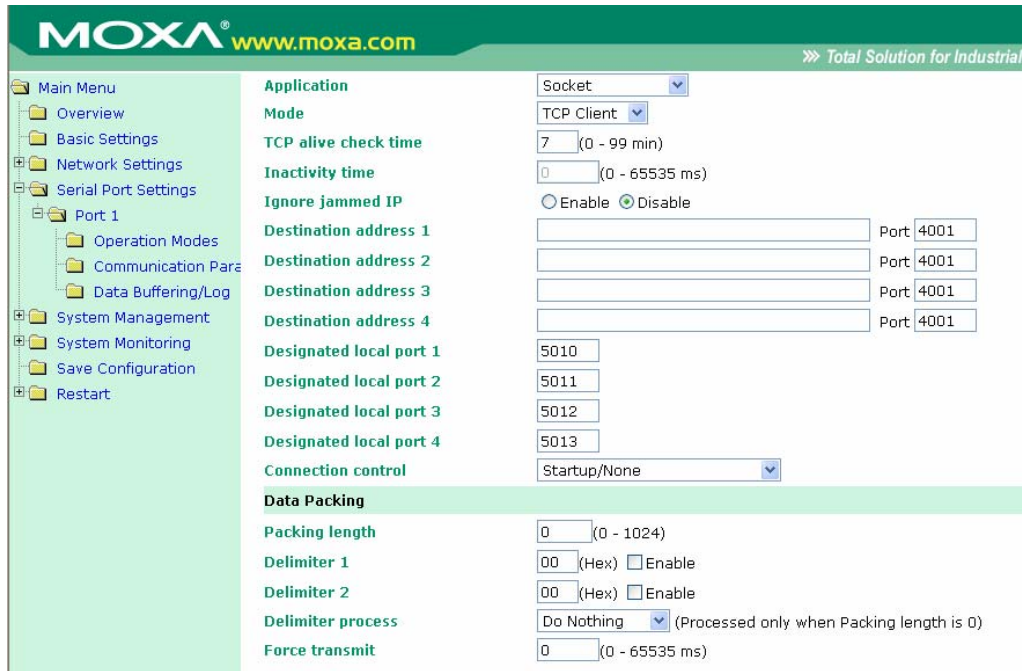 MOXA® www.moxa.com
Total Solution for Industrial
Main Menu
Overview
Basic Settings
Network Settings
Serial Port Settings
Port 1
Operation Modes
Communication Para
Data Buffering/Log
System Management
System Monitoring
Save Configuration
Restart
Application Socket
Mode TCP Client
TCP alive check time 7 (0 - 99 min)
Inactivity time 0 (0 - 65535 ms)
Ignore jammed IP Enable Disable
Destination address 1 Port 4001
Destination address 2 Port 4001
Destination address 3 Port 4001
Destination address 4 Port 4001
Designated local port 1 5010
Designated local port 2 5011
Designated local port 3 5012
Designated local port 4 5013
Connection control Startup/None
Data Packing
Packing length 0 (0 - 1024)
Delimiter 1 00 (Hex) Enable
Delimiter 2 00 (Hex) Enable
Delimiter process Do Nothing (Processed only when Packing length is 0)
Force transmit 0 (0 - 65535 ms)